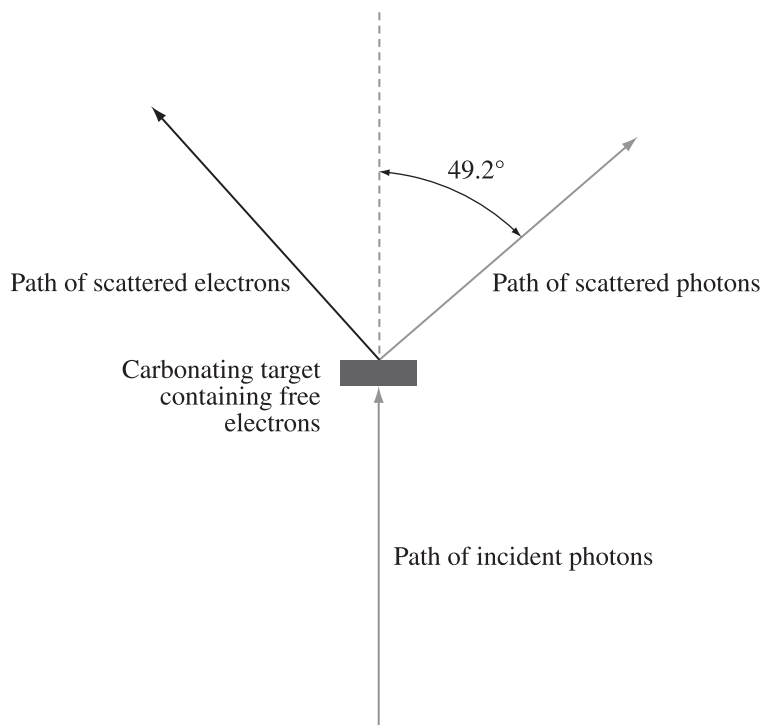 49.2°
Path of scattered electrons
Path of scattered photons
Carbonating target
containing free
electrons
Path of incident photons